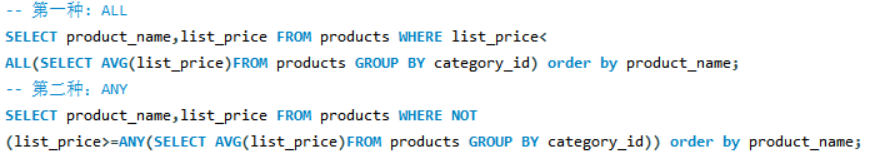 -- 第一种：ALL
SELECT product_name,list_price FROM products WHERE list_price<
ALL(SELECT AVG(list_price)FROM products GROUP BY category_id) order by product_name;
-- 第二种：ANY
SELECT product_name,list_price FROM products WHERE NOT
(list_price>=ANY(SELECT AVG(list_price)FROM products GROUP BY category_id)) order by product_name;